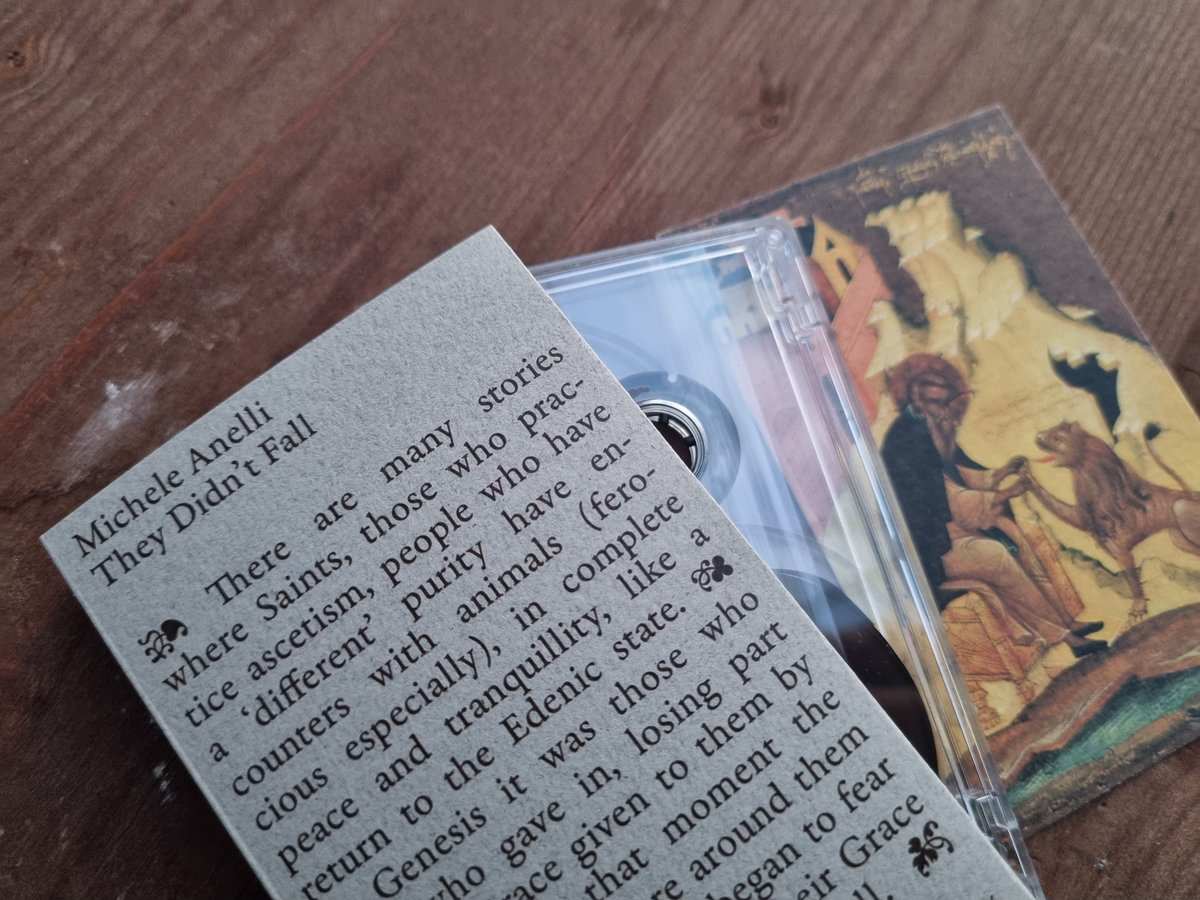 Michele Anelli
They Didn't Fall
There are many stories
where Saints, those who prac-
tice ascetism, people who have
a 'different' purity have en-
counters with animals (fero-
cious especially), in complete
peace and tranquillity, like a
return to the Edenic state.
Genesis it was those who
who gave in, losing part
given to them by
that moment the
around them
began to fear
Grace